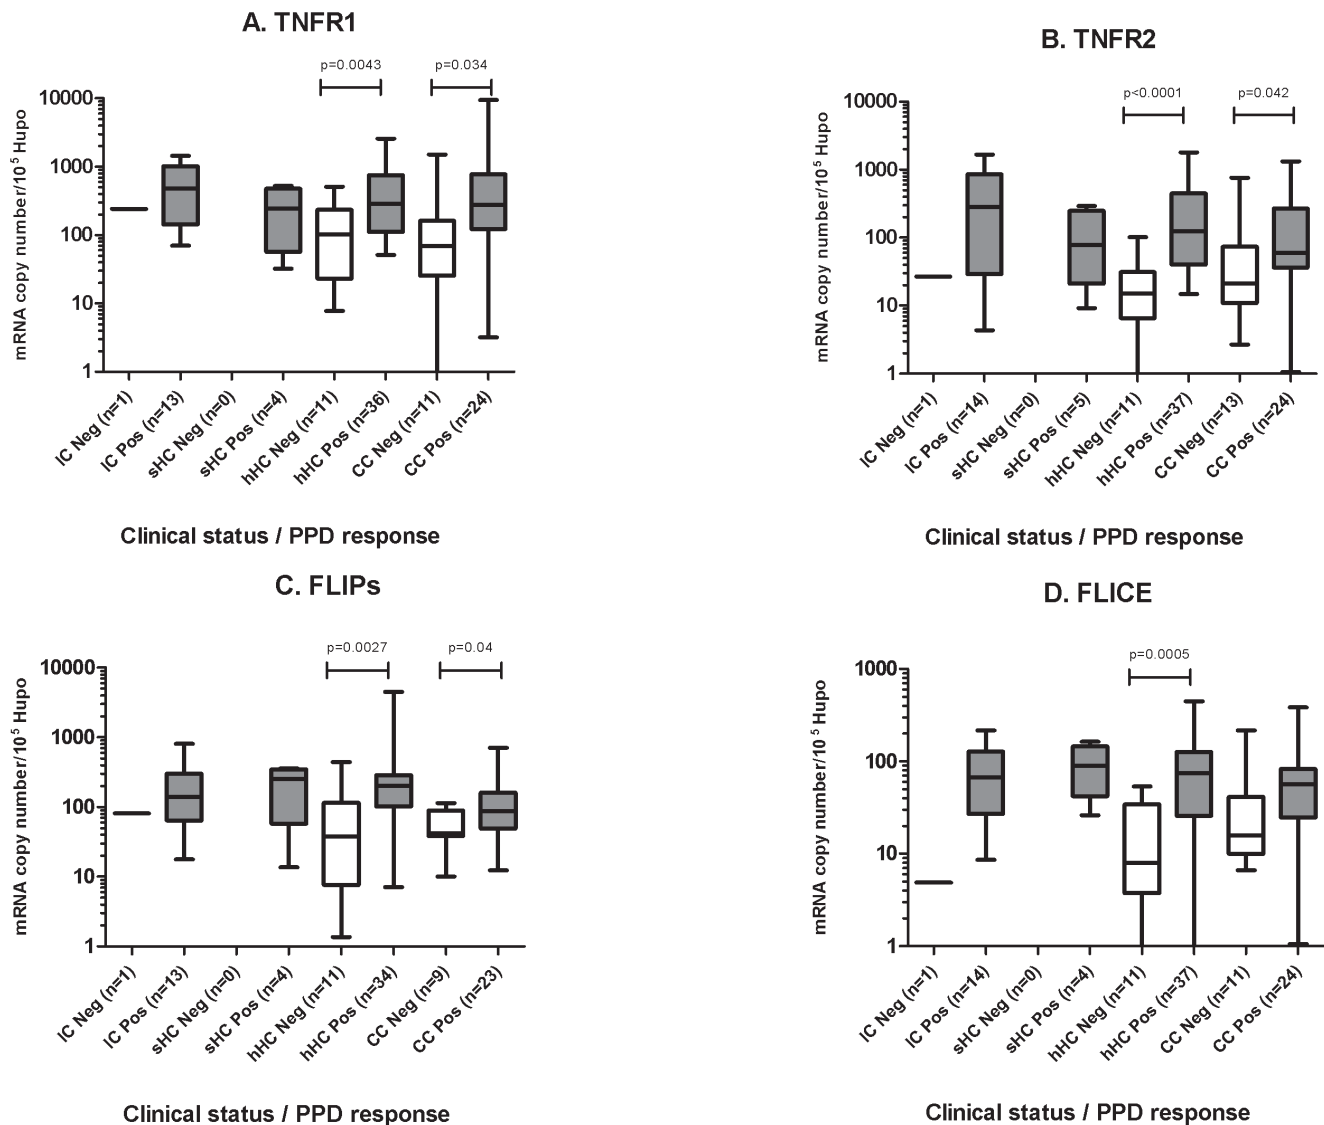 A. TNFR1
p=0.0043
p=0.034
mRNA copy number/10⁵ Hupo
10000
1000
100
10
1
IC Neg (n=1)
IC Pos (n=13)
sHC Neg (n=0)
sHC Pos (n=4)
hHC Neg (n=11)
hHC Pos (n=36)
CC Neg (n=11)
CC Pos (n=24)
Clinical status / PPD response
B. TNFR2
p<0.0001
p=0.042
mRNA copy number/10⁵ Hupo
10000
1000
100
10
1
IC Neg (n=1)
IC Pos (n=14)
sHC Neg (n=0)
sHC Pos (n=5)
hHC Neg (n=11)
hHC Pos (n=37)
CC Neg (n=13)
CC Pos (n=24)
Clinical status / PPD response
C. FLIPs
p=0.0027
p=0.04
mRNA copy number/10⁵ Hupo
10000
1000
100
10
1
IC Neg (n=1)
IC Pos (n=13)
sHC Neg (n=0)
sHC Pos (n=4)
hHC Neg (n=11)
hHC Pos (n=34)
CC Neg (n=9)
CC Pos (n=23)
Clinical status / PPD response
D. FLICE
p=0.0005
mRNA copy number/10⁵ Hupo
1000
100
10
1
IC Neg (n=1)
IC Pos (n=14)
sHC Neg (n=0)
sHC Pos (n=4)
hHC Neg (n=11)
hHC Pos (n=37)
CC Neg (n=11)
CC Pos (n=24)
Clinical status / PPD response